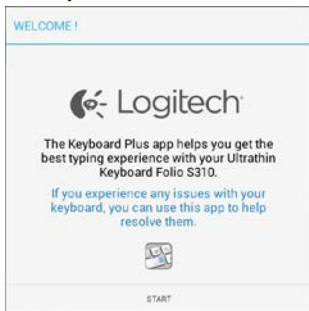 WELCOME !
Logitech
The Keyboard Plus app helps you get the
best typing experience with your Ultrathin
Keyboard Folio S310.
If you experience any issues with your
keyboard, you can use this app to help
resolve them.
START